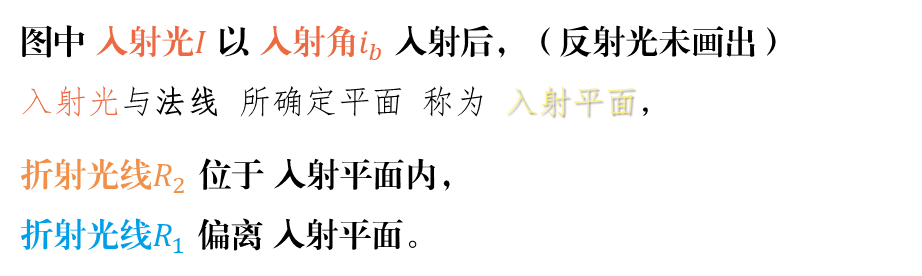 图中 入射光I 以 入射角i_b 入射后，（反射光未画出）
入射光与法线 所确定平面 称为 入射平面，
折射光线R_2 位于 入射平面内，
折射光线R_1 偏离 入射平面。